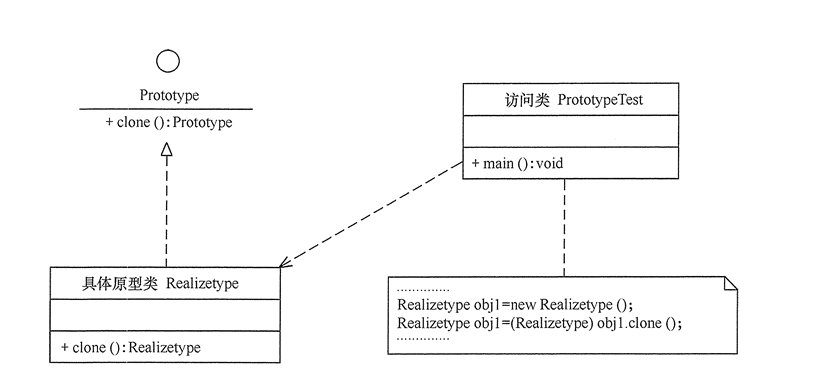 Prototype
+ clone ():Prototype
访问类 PrototypeTest
+ main ():void
具体原型类 Realizetype
+ clone ():Realizetype
..............
Realizetype obj1=new Realizetype ();
Realizetype obj1=(Realizetype) obj1.clone ();
..............